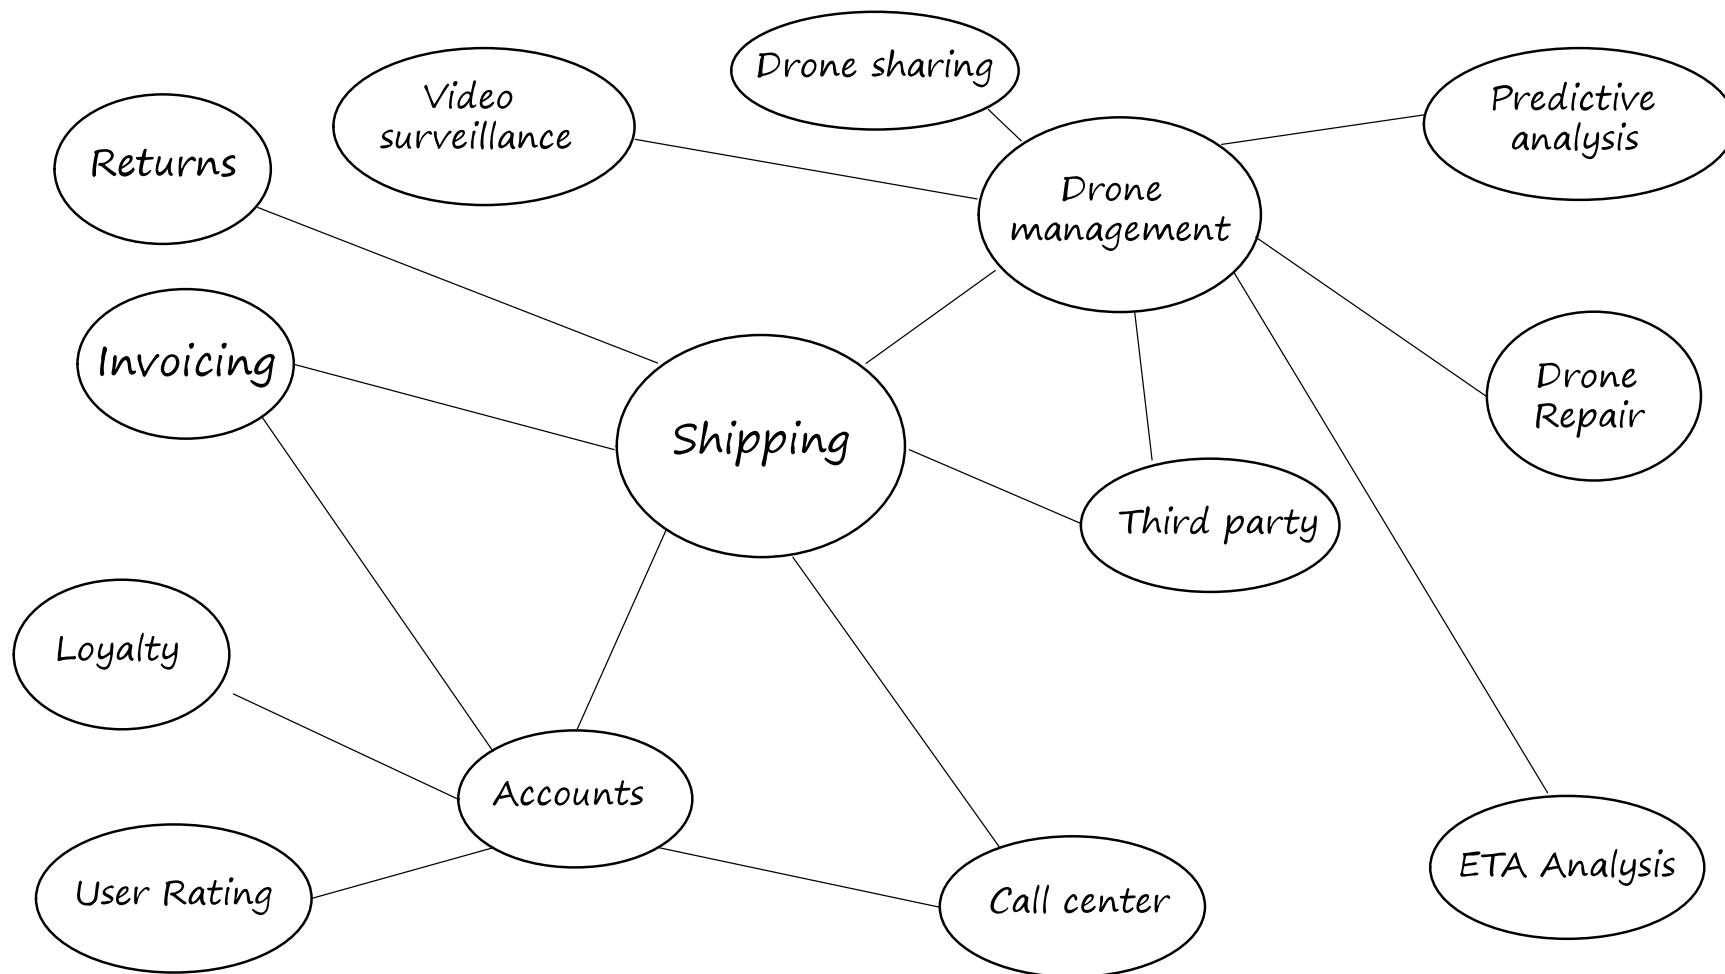 Drone sharing
Video
surveillance
Predictive
analysis
Returns
Drone
management
Invoicing
Drone
Repair
Shipping
Third party
Loyalty
Accounts
User Rating
Call center
ETA Analysis